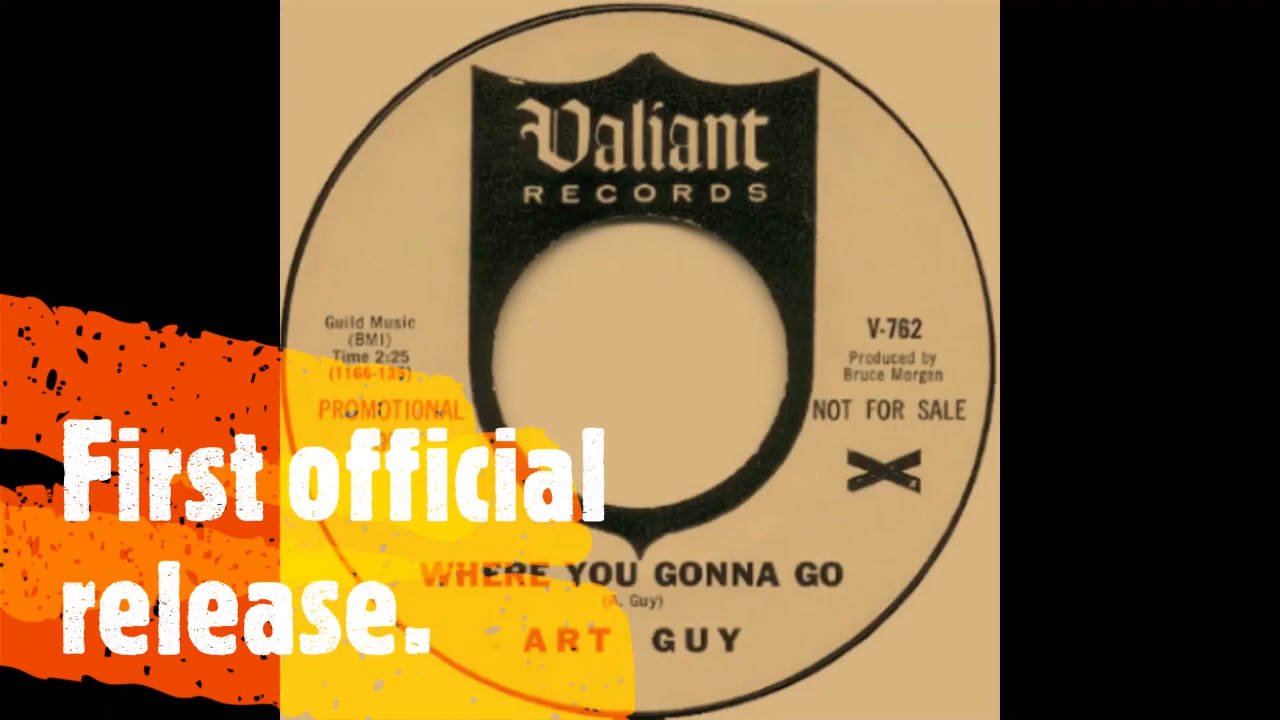 Valiant
RECORDS
Guild Music
(BMI)
Time 2:25
(1166-135)
PROMOTIONAL
V-762
Produced by
Bruce Morgan
NOT FOR SALE
X
First official
release.
WHERE YOU GONNA GO
(A. Guy)
ART GUY